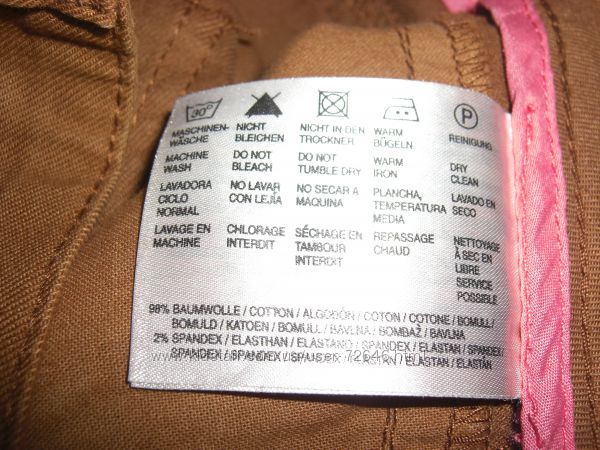 30°
P
MASCHINEN-
WÄSCHE
NICHT
BLEICHEN
NICHT IN DEN
TROCKNER
WARM
BÜGELN
REINIGUNG
MACHINE
WASH
DO NOT
BLEACH
DO NOT
TUMBLE DRY
WARM
IRON
DRY
CLEAN
LAVADORA
CICLO
NORMAL
NO LAVAR
CON LEJÍA
NO SECAR A
MAQUINA
PLANCHA,
TEMPERATURA
MEDIA
LAVADO EN
SECO
LAVAGE EN
MACHINE
CHLORAGE
INTERDIT
SÉCHAGE EN
TAMBOUR
INTERDIT
REPASSAGE
CHAUD
NETTOYAGE
À SEC EN
LIBRE
SERVICE
POSSIBLE
98% BAUMWOLLE / COTTON / ALGODÓN / COTON / COTONE / BOMULL /
BOMULD / KATOEN / BOMULL / BAVLNA / BOMBAŽ / BAVLNA
2% SPANDEX / ELASTHAN / ELASTANO / SPANDEX / ELASTAN / SPANDEX /
SPANDEX / SPANDEX / ELASTAN